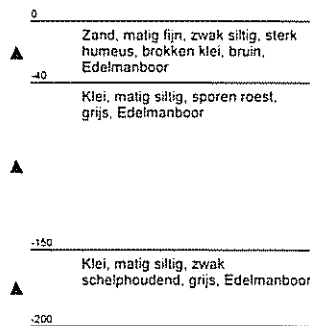 0
Zand, matig fijn, zwak siltig, sterk
humeus, brokken klei, bruin,
Edelmanboor
-40
Klei, matig siltig, sporen roest,
grijs, Edelmanboor
-150
Klei, matig siltig, zwak
schelphoudend, grijs, Edelmanboor
-200